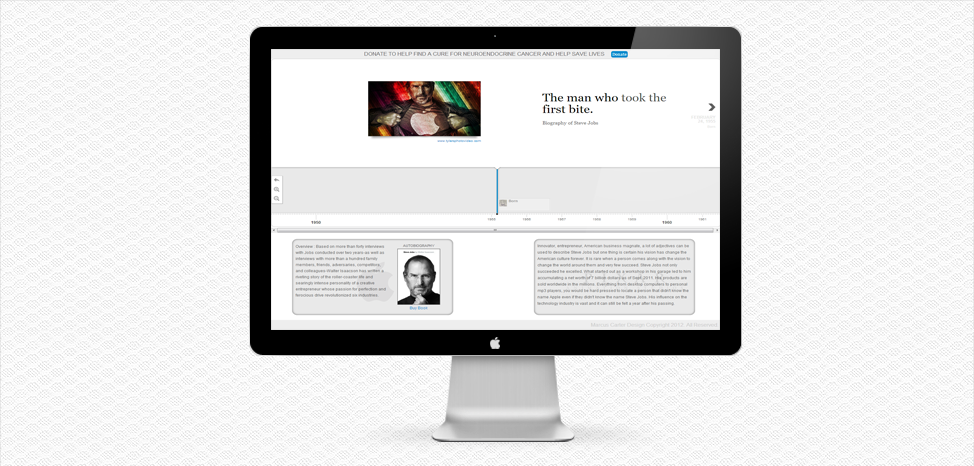 DONATE TO HELP FIND A CURE FOR NEUROENDOCRINE CANCER AND HELP SAVE LIVES Donate
The man who took the
first bite.
Biography of Steve Jobs
1950
1960
Overview : Based on more than forty interviews
with Jobs conducted over two years as well as
interviews with more than a hundred family
members, friends, adversaries, competitors,
and colleagues Walter Isaacson has written a
riveting story of the roller-coaster life and
searingly intense personality of a creative
entrepreneur whose passion for perfection and
ferocious drive revolutionized six industries.
AUTOBIOGRAPHY
Buy Book
Innovator, entrepreneur, American business magnate, a lot of adjectives can be
used to describe Steve Jobs but one thing is certain his vision has change the
American culture forever. It is rare when a person comes along with the vision to
change the world around them and very few succeed. Steve Jobs not only
succeeded he excelled. What started out as a workshop in his garage led to him
accumulating a net worth of 7 billion dollars as of Sept. 2011. His products are
sold worldwide in the millions. Everything from desktop computers to personal
mp3 players, you would be hard pressed to locate a person that didn't know the
name Apple even if they didn't know the name Steve Jobs. His influence on the
technology industry is vast and it can still be felt a year after his passing.
Design Copyright 2012. All Reserved